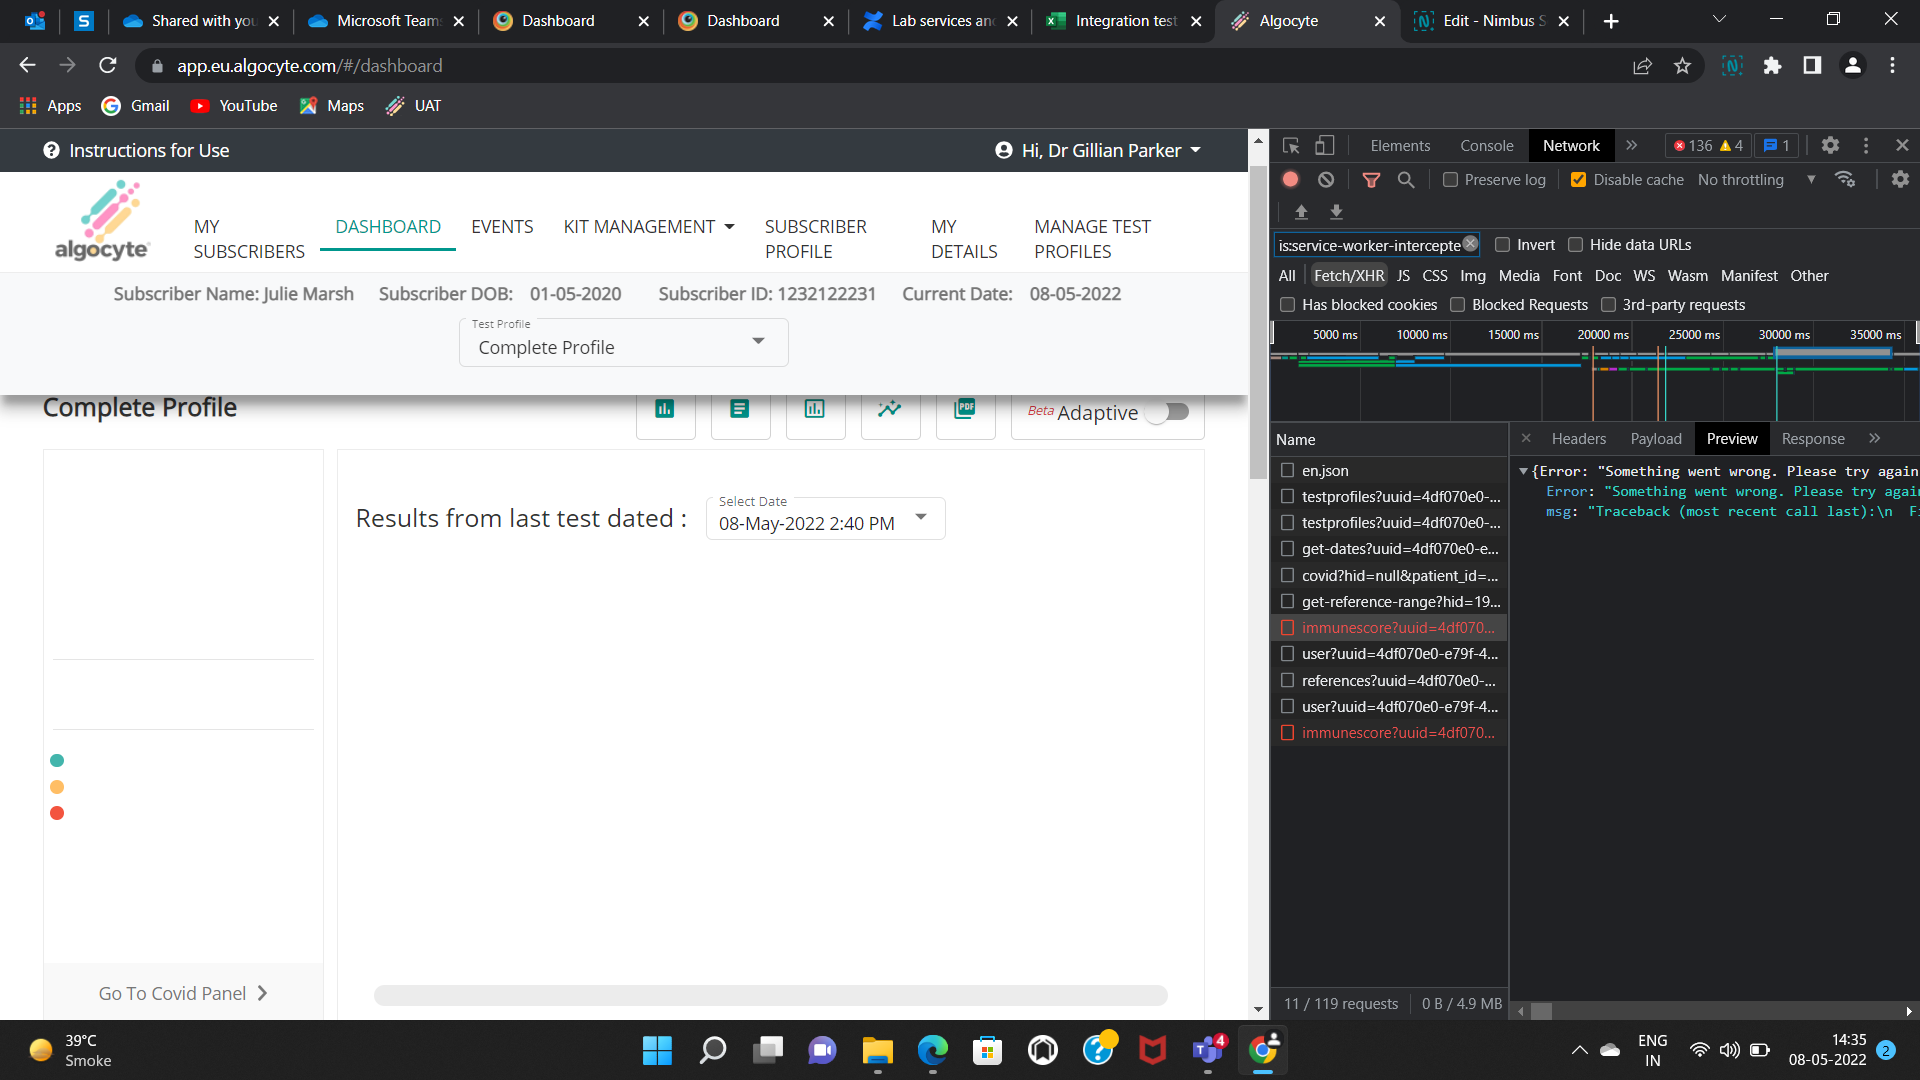 Shared with you
Microsoft Team
Dashboard
Dashboard
Lab services an
Integration test
Algocyte
Edit - Nimbus S
app.eu.algocyte.com/#/dashboard
Apps
Gmail
YouTube
Maps
UAT
Instructions for Use
Hi, Dr Gillian Parker
algocyte
MY SUBSCRIBERS
DASHBOARD
EVENTS
KIT MANAGEMENT
SUBSCRIBER PROFILE
MY DETAILS
MANAGE TEST PROFILES
Subscriber Name: Julie Marsh
Subscriber DOB: 01-05-2020
Subscriber ID: 1232122231
Current Date: 08-05-2022
Test Profile
Complete Profile
Complete Profile
PDF
Beta Adaptive
Results from last test dated :
Select Date
08-May-2022 2:40 PM
Go To Covid Panel
Elements
Console
Network
136
4
1
Preserve log
Disable cache
No throttling
is:service-worker-intercepte
Invert
Hide data URLs
All
Fetch/XHR
JS
CSS
Img
Media
Font
Doc
WS
Wasm
Manifest
Other
Has blocked cookies
Blocked Requests
3rd-party requests
5000 ms
10000 ms
15000 ms
20000 ms
25000 ms
30000 ms
35000 ms
Name
Headers
Payload
Preview
Response
en.json
testprofiles?uuid=4df070e0-...
testprofiles?uuid=4df070e0-...
get-dates?uuid=4df070e0-e...
covid?hid=null&patient_id=...
get-reference-range?hid=19...
immunescore?uuid=4df070...
user?uuid=4df070e0-e79f-4...
references?uuid=4df070e0-...
user?uuid=4df070e0-e79f-4...
immunescore?uuid=4df070...
{Error: "Something went wrong. Please try again
Error: "Something went wrong. Please try agai
msg: "Traceback (most recent call last):\n Fi
11 / 119 requests
0 B / 4.9 MB
39°C
Smoke
4
ENG
IN
14:35
08-05-2022
2